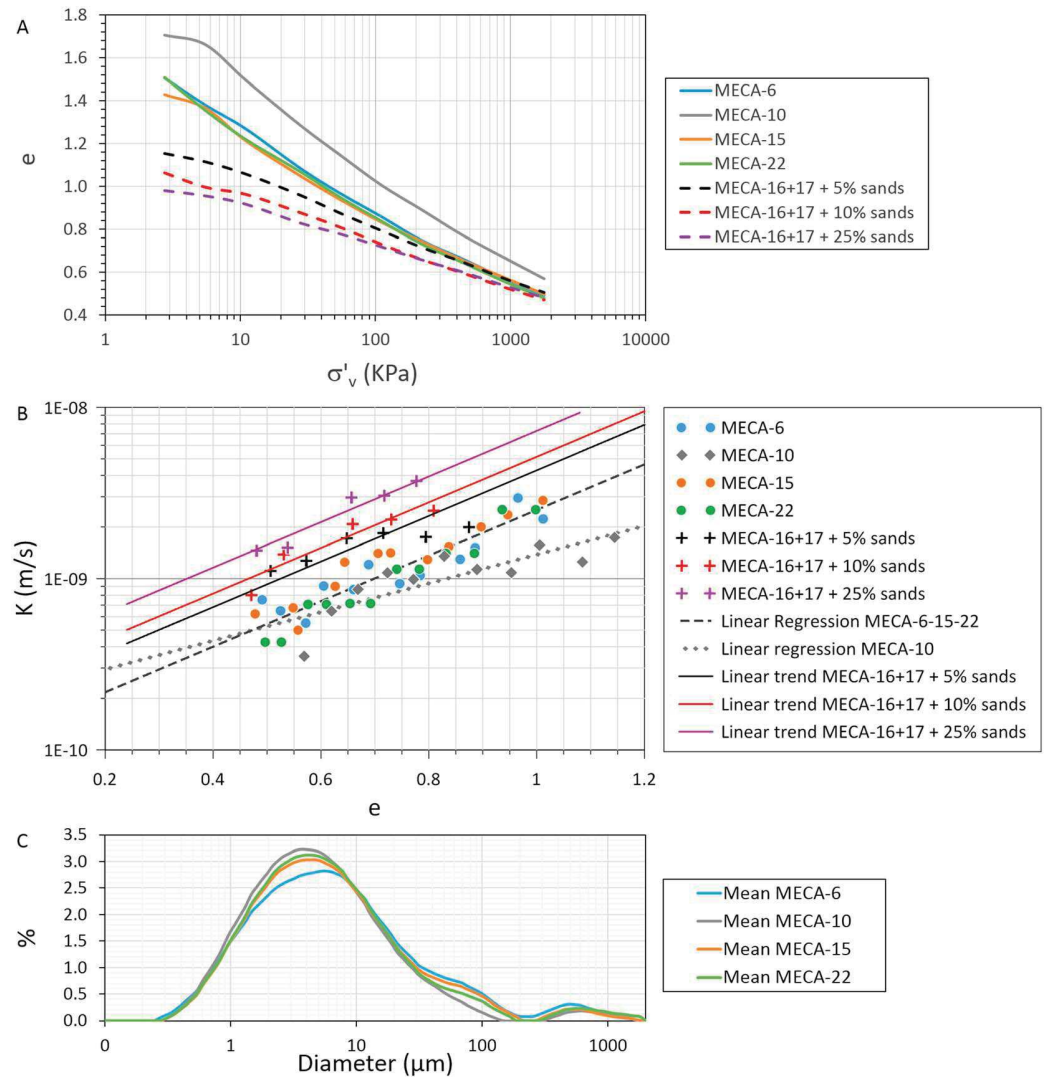 A
1.8
1.6
1.4
1.2
1.0
0.8
0.6
0.4
e
1
10
100
1000
10000
σ'v (KPa)
MECA-6
MECA-10
MECA-15
MECA-22
MECA-16+17 + 5% sands
MECA-16+17 + 10% sands
MECA-16+17 + 25% sands
B
1E-08
1E-09
1E-10
K (m/s)
0.2
0.4
0.6
0.8
1
1.2
e
MECA-6
MECA-10
MECA-15
MECA-22
MECA-16+17 + 5% sands
MECA-16+17 + 10% sands
MECA-16+17 + 25% sands
Linear Regression MECA-6-15-22
Linear regression MECA-10
Linear trend MECA-16+17 + 5% sands
Linear trend MECA-16+17 + 10% sands
Linear trend MECA-16+17 + 25% sands
C
3.5
3.0
2.5
2.0
1.5
1.0
0.5
0.0
%
0
1
10
100
1000
Diameter (µm)
Mean MECA-6
Mean MECA-10
Mean MECA-15
Mean MECA-22